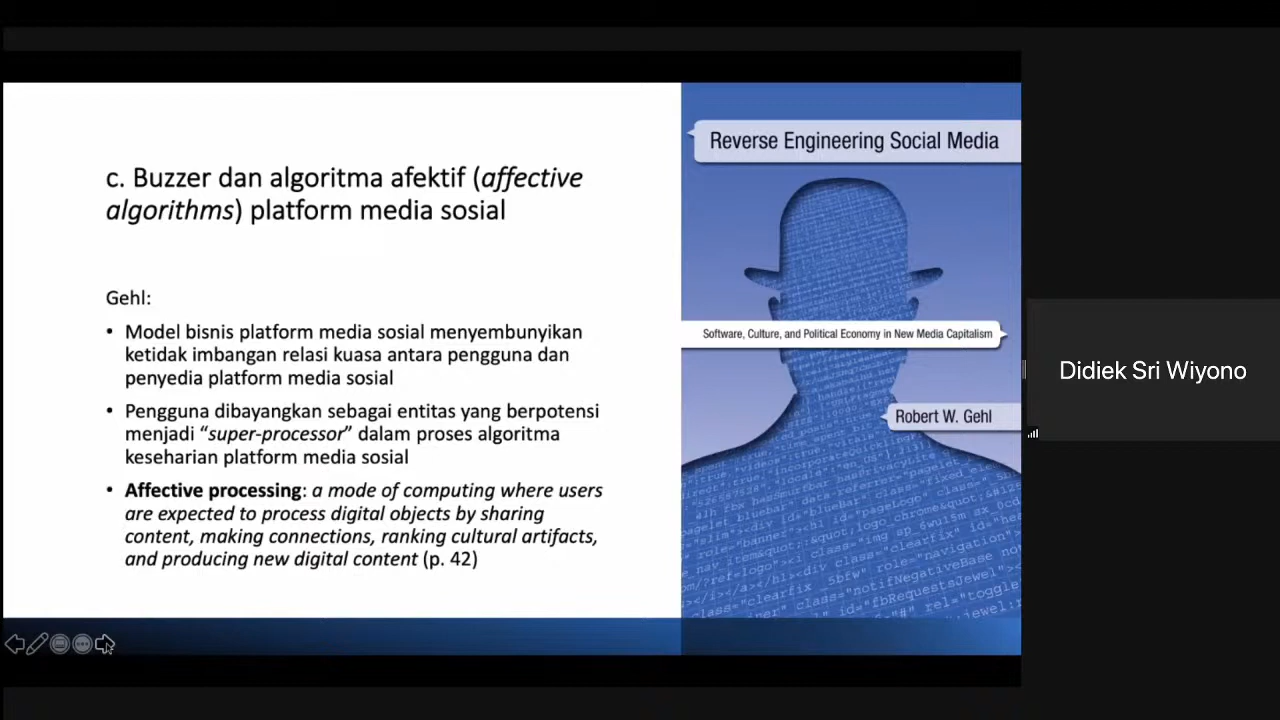 c. Buzzer dan algoritma afektif (affective
algorithms) platform media sosial
Gehl:
• Model bisnis platform media sosial menyembunyikan
ketidak imbangan relasi kuasa antara pengguna dan
penyedia platform media sosial
• Pengguna dibayangkan sebagai entitas yang berpotensi
menjadi “super-processor” dalam proses algoritma
keseharian platform media sosial
• Affective processing: a mode of computing where users
are expected to process digital objects by sharing
content, making connections, ranking cultural artifacts,
and producing new digital content (p. 42)
Reverse Engineering Social Media
Software, Culture, and Political Economy in New Media Capitalism
Robert W. Gehl
Didiek Sri Wiyono